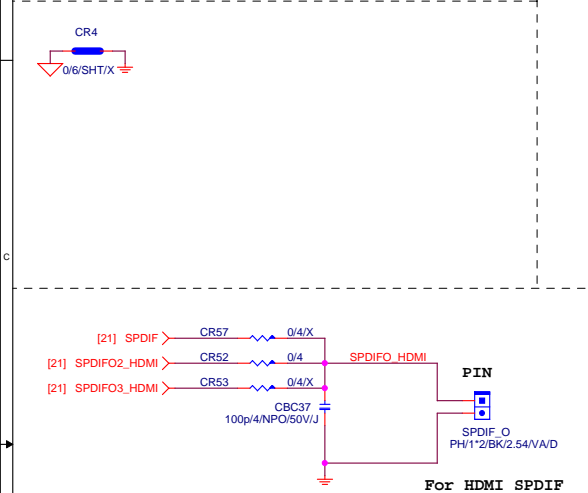 CR4
0/6/SHT/X
C
[21] SPDIF CR57 0/4/X
[21] SPDIFO2_HDMI CR52 0/4 SPDIFO_HDMI
[21] SPDIFO3_HDMI CR53 0/4/X
PIN
CBC37
100p/4/NPO/50V/J
SPDIF_O
PH/1*2/BK/2.54/VA/D
For HDMI SPDIF